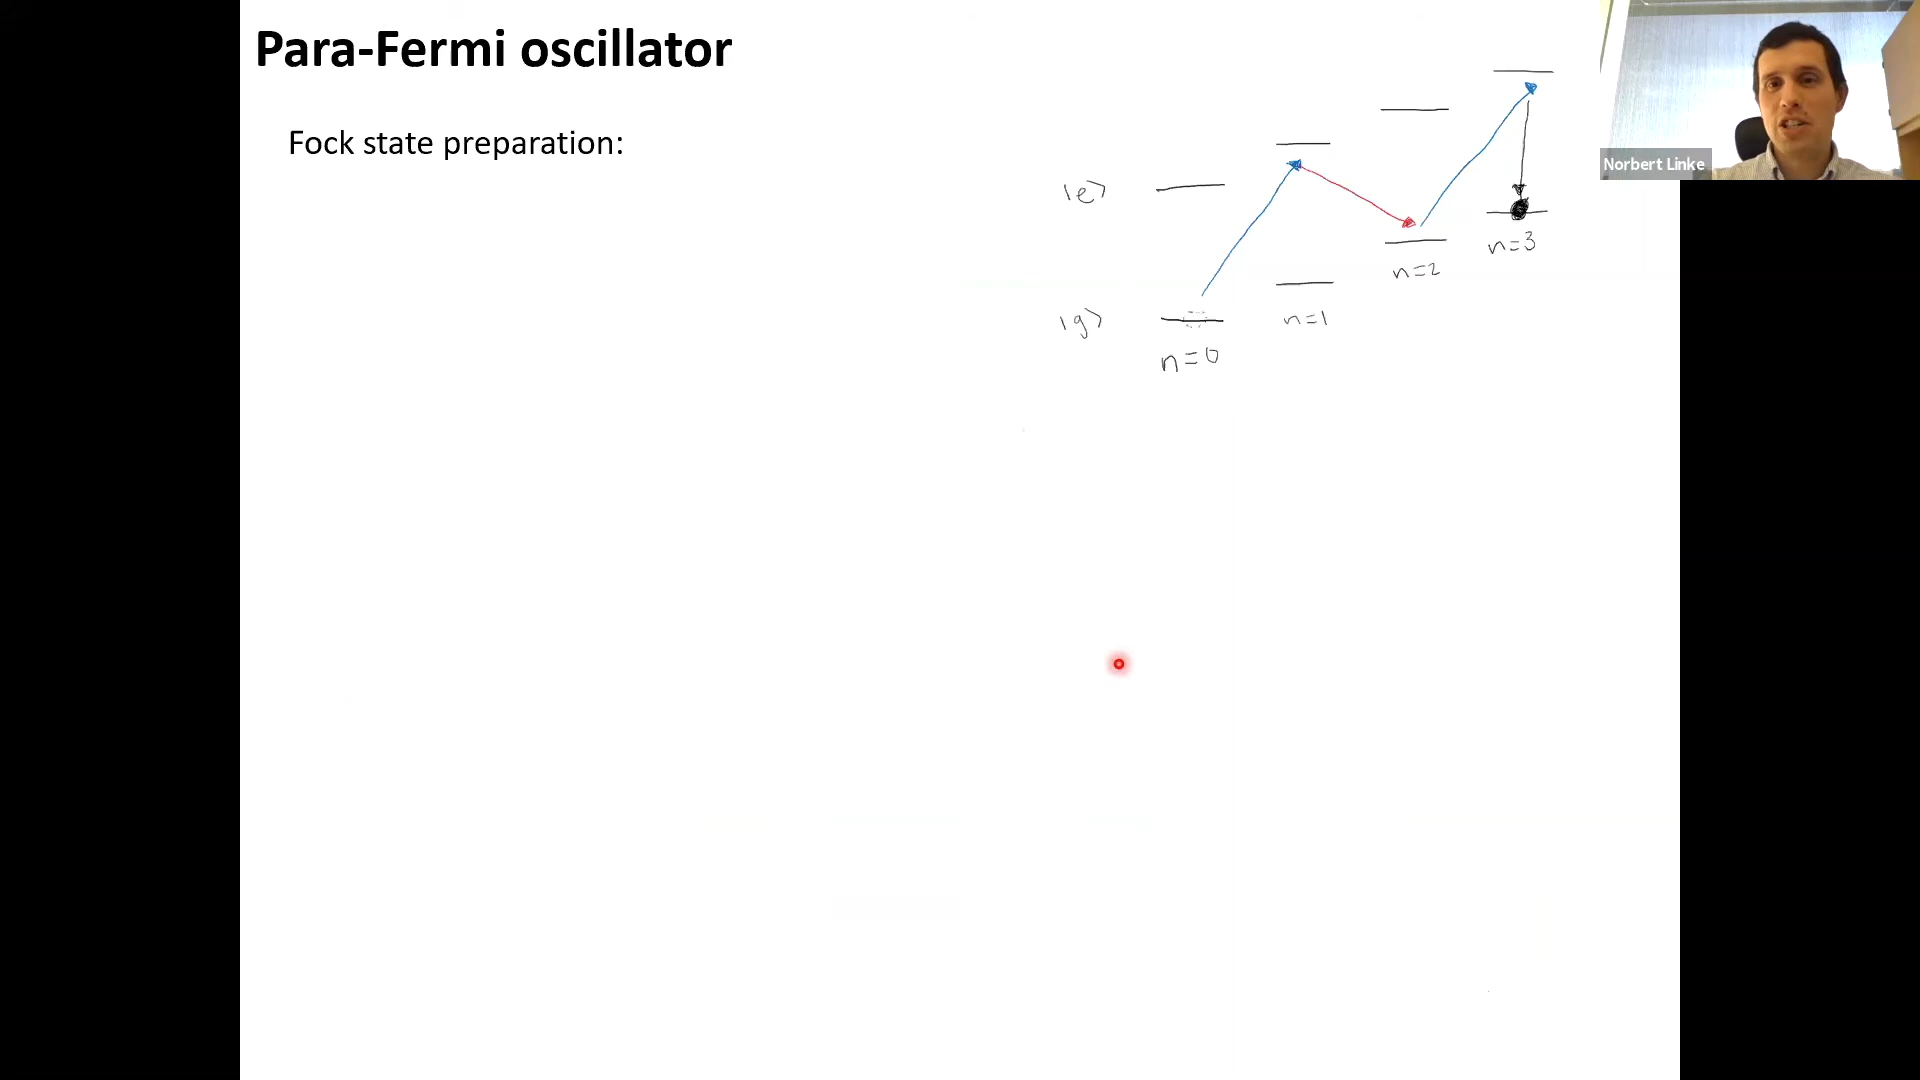 Para-Fermi oscillator
Norbert Linke
Fock state preparation:
|e⟩
|g⟩
n=0
n=1
n=2
n=3